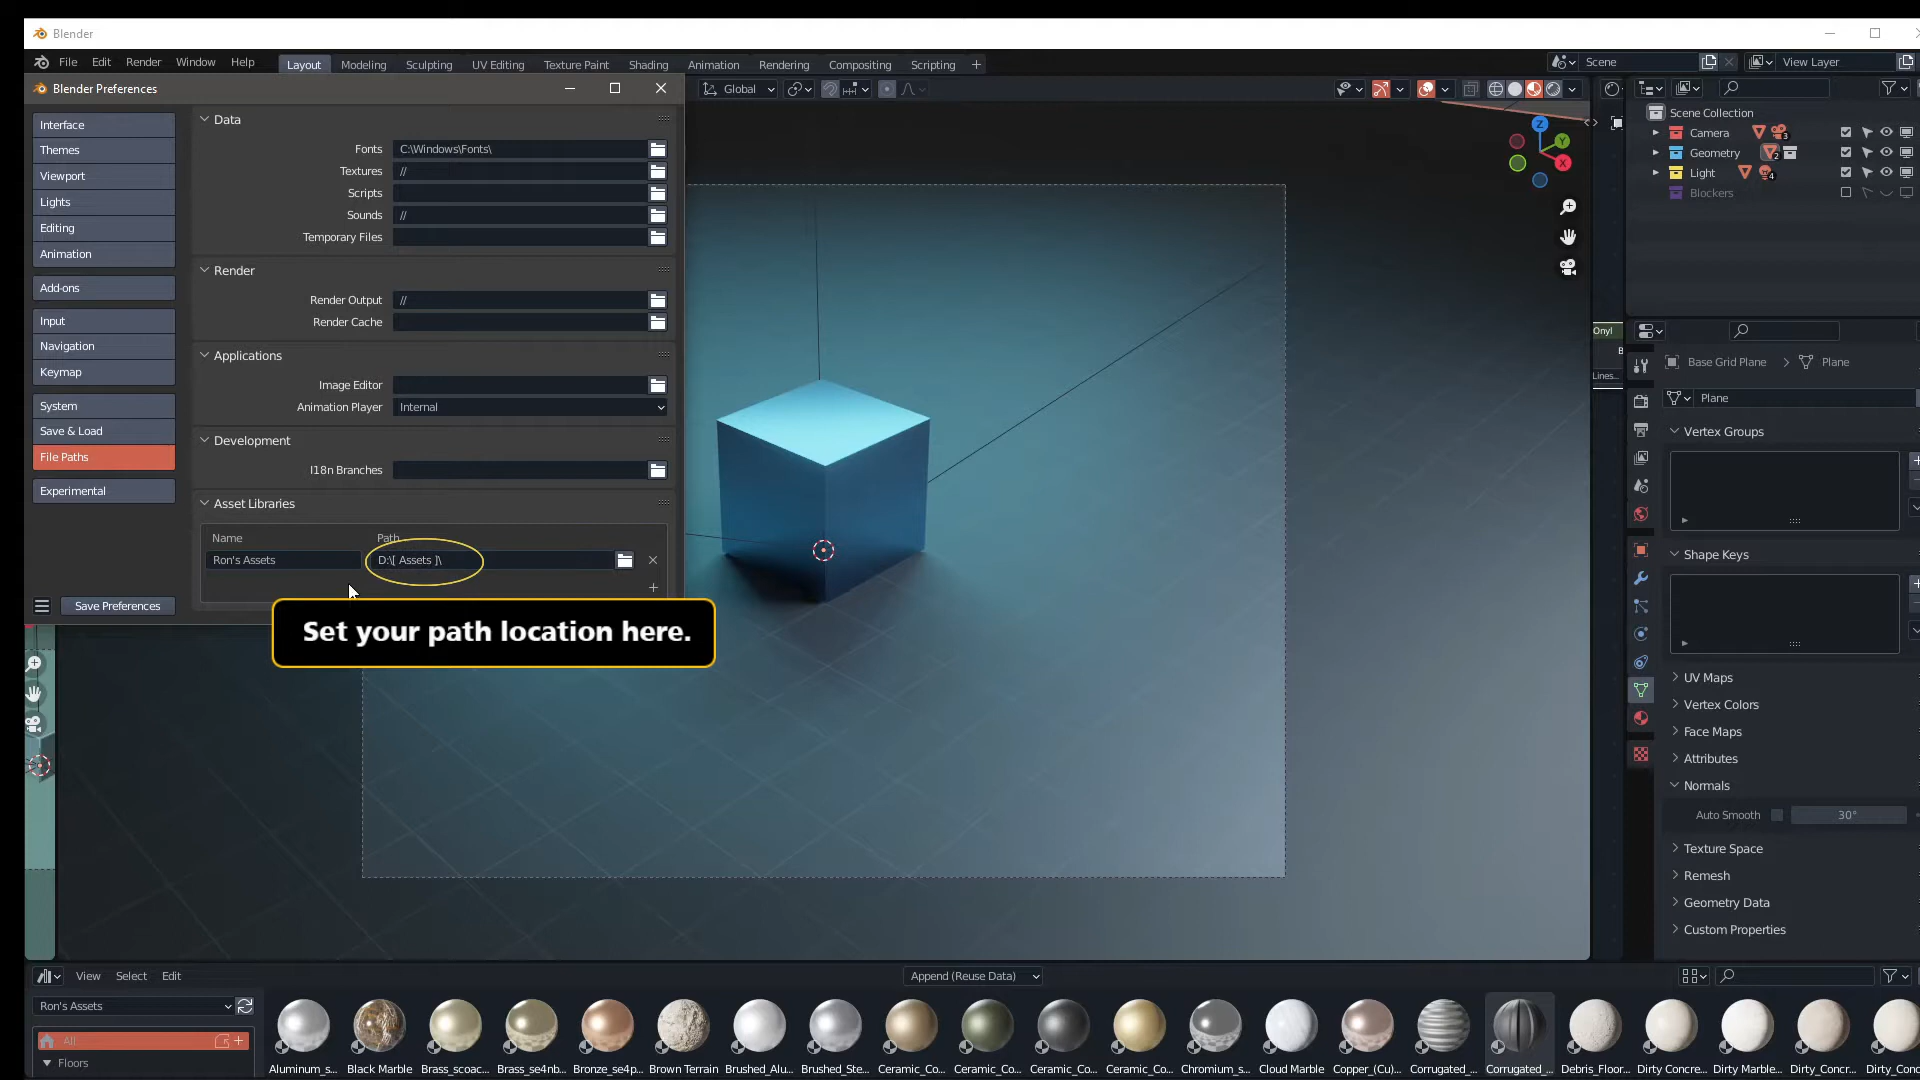 Blender
File Edit Render Window Help
Layout Modeling Sculpting UV Editing Texture Paint Shading Animation Rendering Compositing Scripting +
Scene
View Layer
Blender Preferences
Global
Interface
Themes
Viewport
Lights
Editing
Animation
Add-ons
Input
Navigation
Keymap
System
Save & Load
File Paths
Experimental
Save Preferences
Data
Fonts C:\Windows\Fonts\
Textures //
Scripts
Sounds //
Temporary Files
Render
Render Output //
Render Cache
Applications
Image Editor
Animation Player Internal
Development
I18n Branches
Asset Libraries
Name Path
Ron's Assets D:\[ Assets ]\
Set your path location here.
Z
Y
X
Scene Collection
Camera 3
Geometry 2
Light 4
Blockers
Onyl
B
Lines...
Base Grid Plane > Plane
Plane
Vertex Groups
Shape Keys
UV Maps
Vertex Colors
Face Maps
Attributes
Normals
Auto Smooth 30°
Texture Space
Remesh
Geometry Data
Custom Properties
View Select Edit
Append (Reuse Data)
Ron's Assets
All
Floors
Aluminum_s... Black Marble Brass_scoac... Brass_se4nb... Bronze_se4p... Brown Terrain Brushed_Alu... Brushed_Ste... Ceramic_Co... Ceramic_Co... Ceramic_Co... Ceramic_Co... Chromium_s... Cloud Marble Copper_(Cu)... Corrugated_... Corrugated_... Debris_Floor... Dirty Concre... Dirty Marble... Dirty_Concr... Dirty_Conc